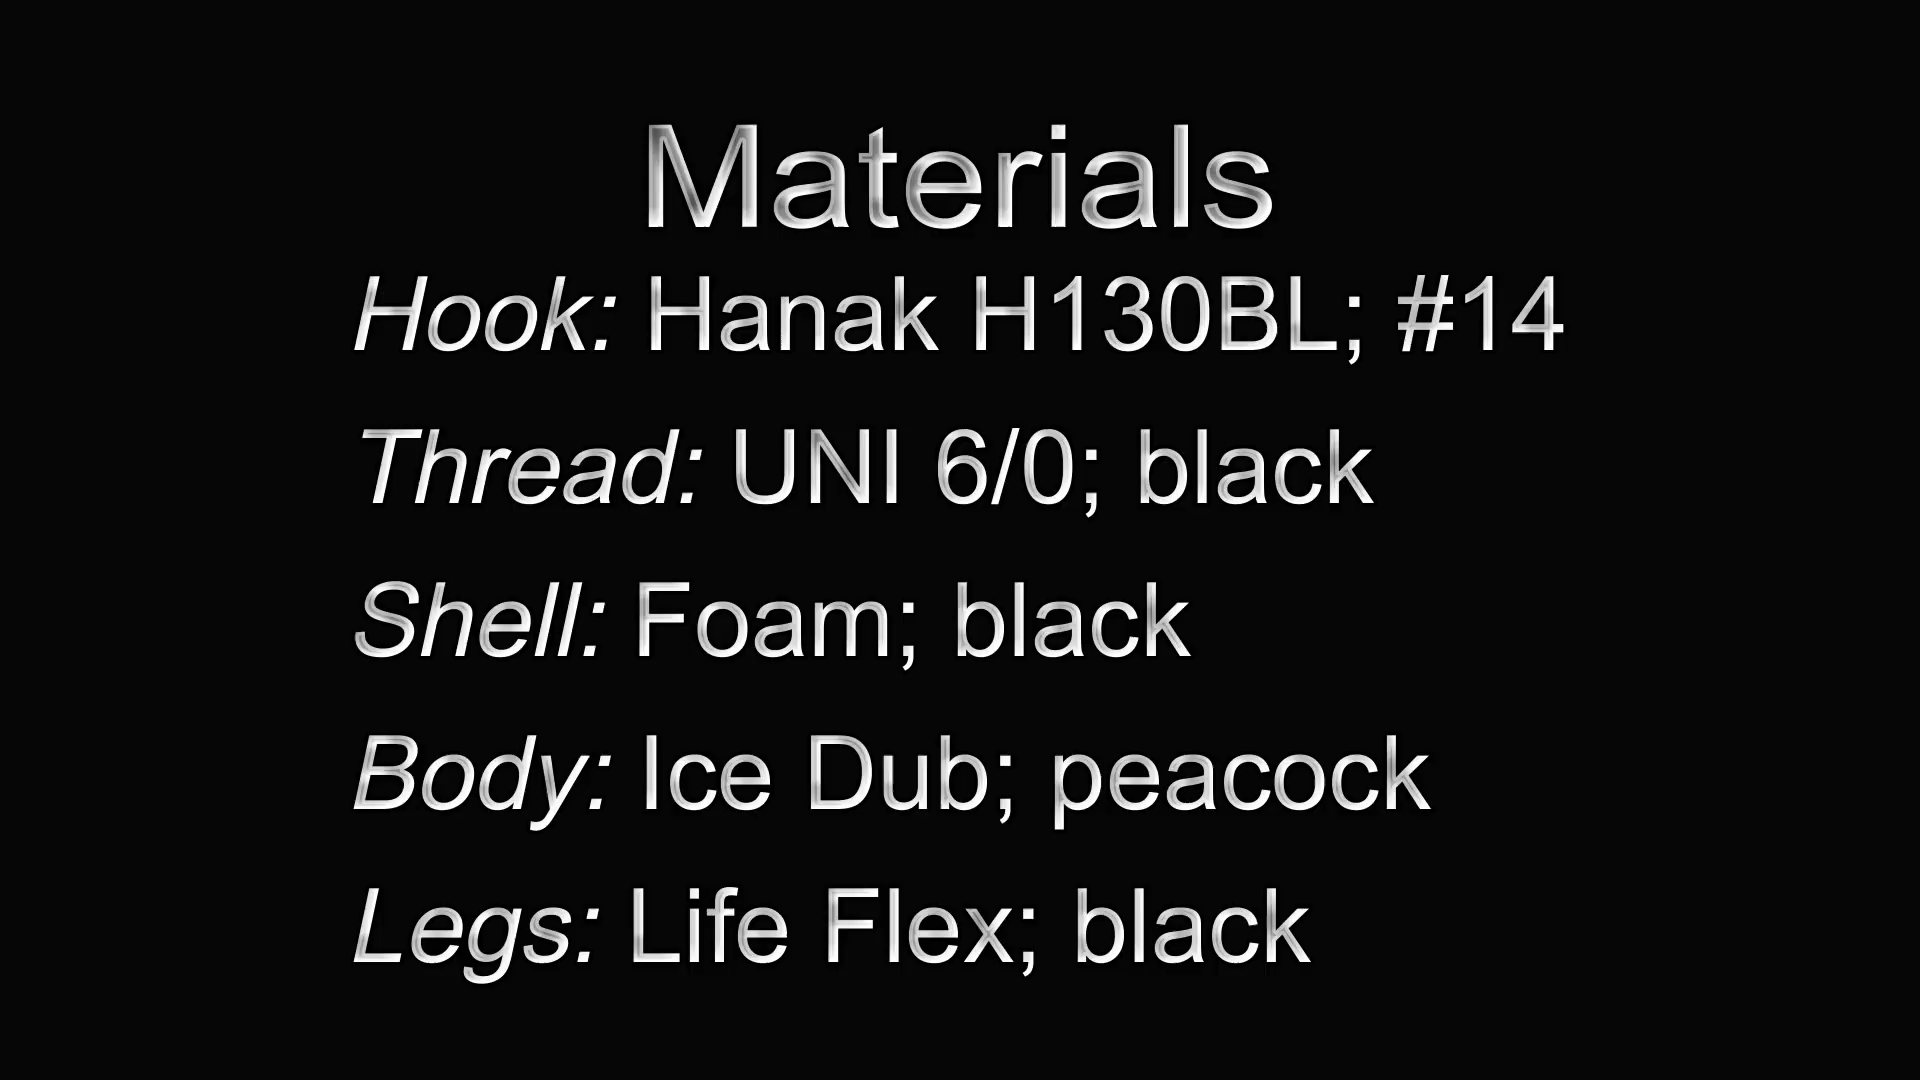 Materials
Hook: Hanak H130BL; #14
Thread: UNI 6/0; black
Shell: Foam; black
Body: Ice Dub; peacock
Legs: Life Flex; black